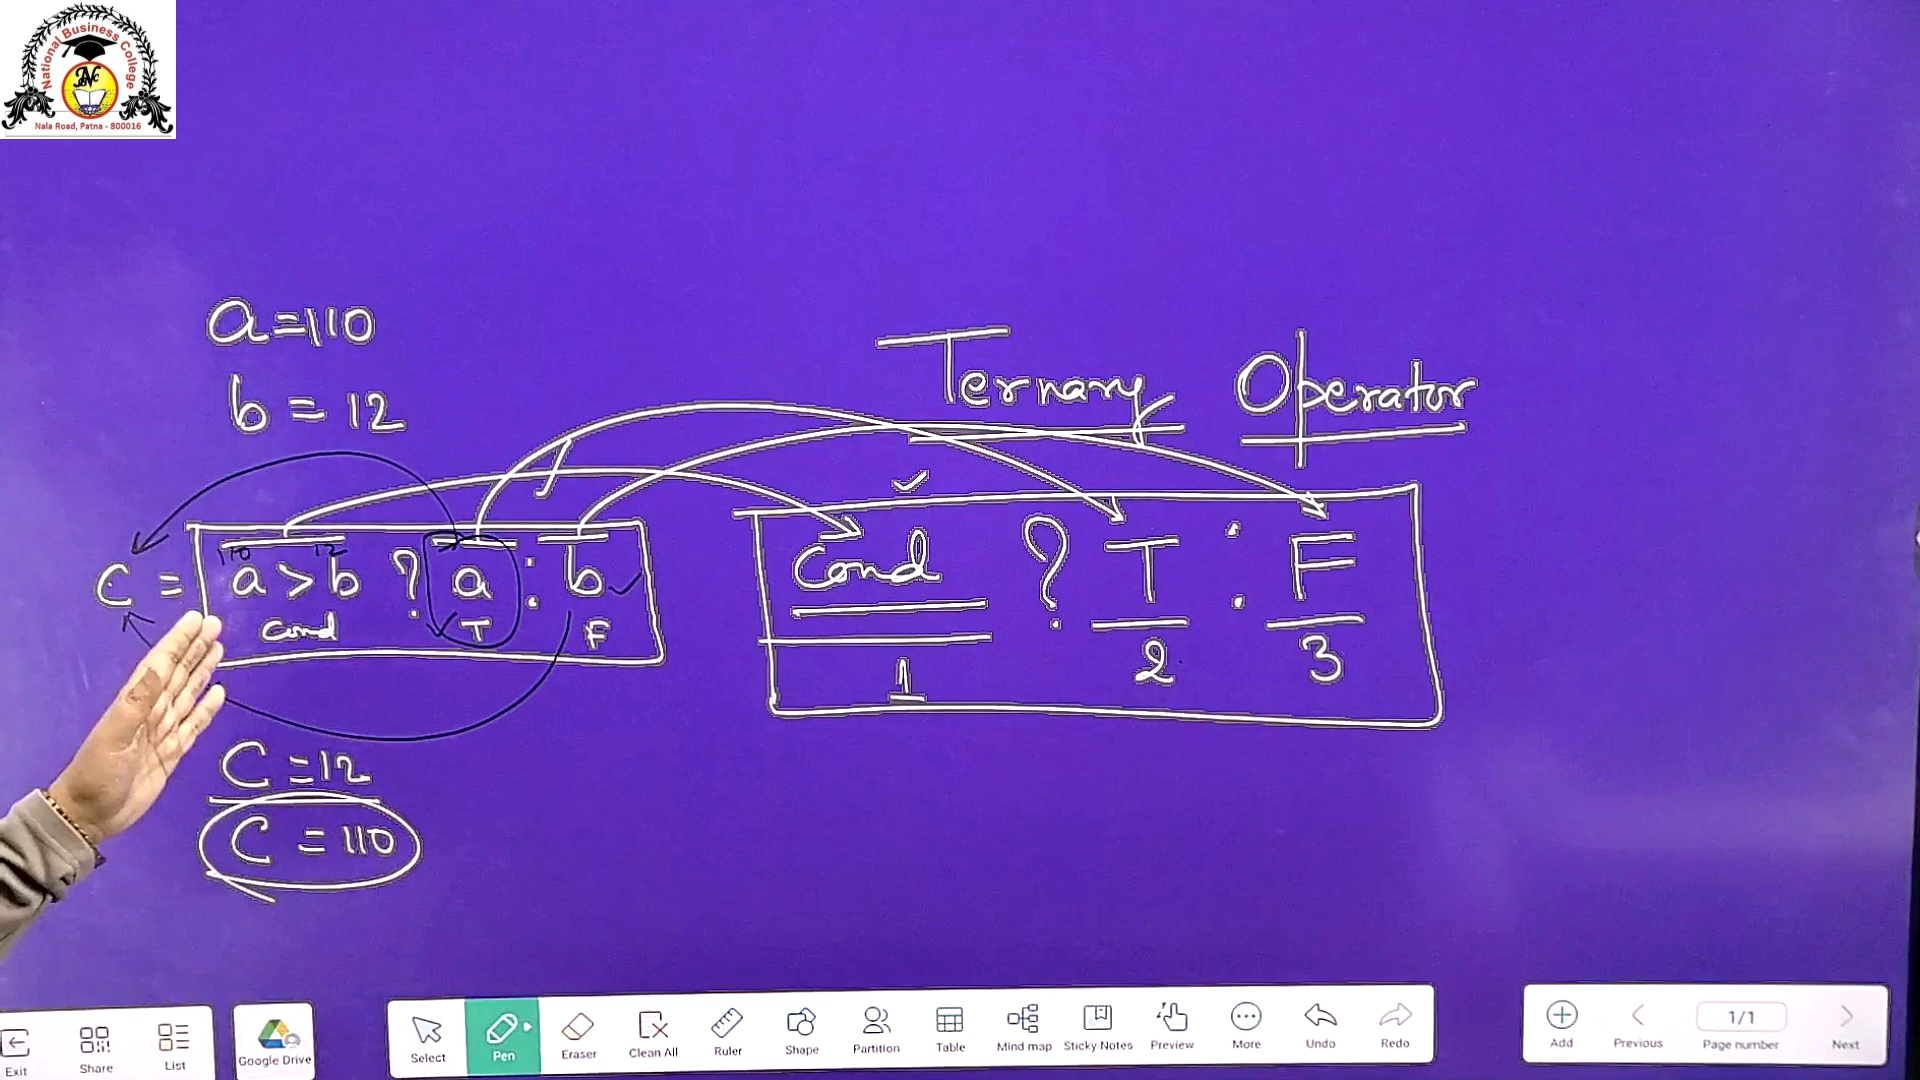 National Business College
Nala Road, Patna - 800016
a=110
b = 12
Ternary Operator
110 12
c = a > b ? a : b
Cond T F
Cond ? T : F
1 2 3
C = 12
C = 110
Exit
Share
List
Google Drive
Select
Pen
Eraser
Clean All
Ruler
Shape
Partition
Table
Mind map
Sticky Notes
Preview
More
Undo
Redo
Add
Previous
1/1
Page number
Next